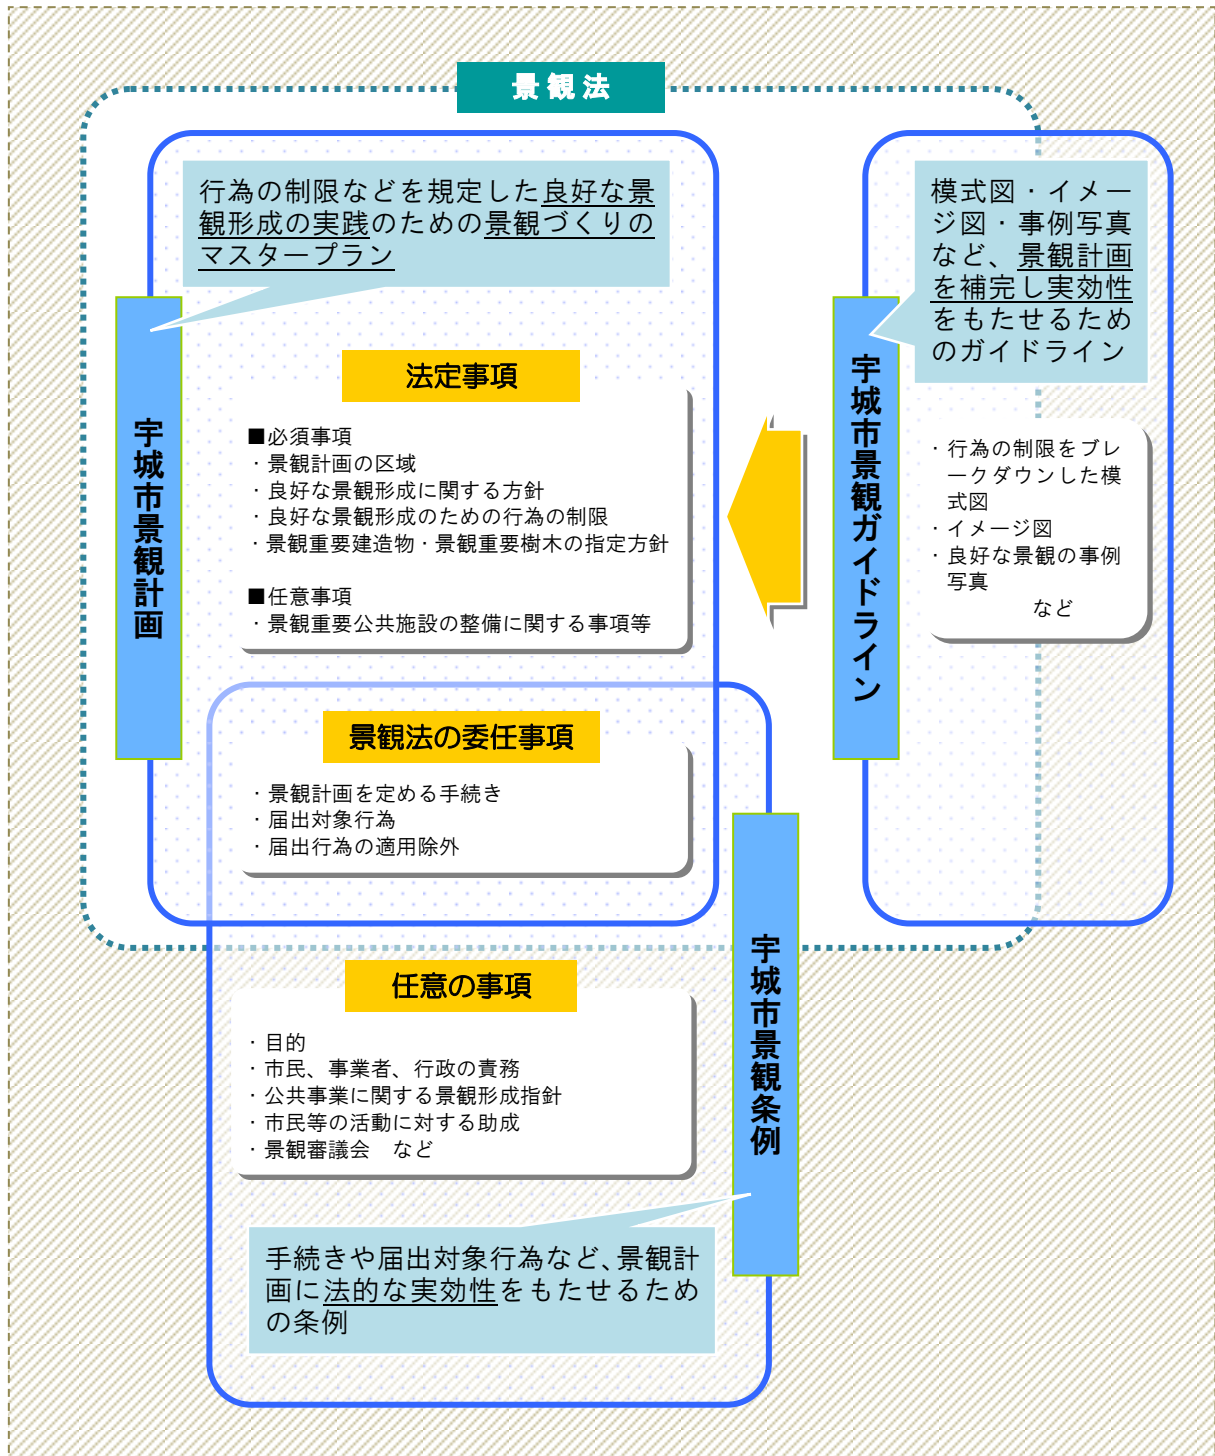 景観法
行為の制限などを規定した良好な景
観形成の実践のための景観づくりの
マスタープラン
宇城市景観計画
法定事項
■必須事項
・景観計画の区域
・良好な景観形成に関する方針
・良好な景観形成のための行為の制限
・景観重要建造物・景観重要樹木の指定方針
■任意事項
・景観重要公共施設の整備に関する事項等
模式図・イメー
ジ図・事例写真
など、景観計画
を補完し実効性
をもたせるため
のガイドライン
宇城市景観ガイドライン
・行為の制限をブレ
ークダウンした模
式図
・イメージ図
・良好な景観の事例
写真
など
景観法の委任事項
・景観計画を定める手続き
・届出対象行為
・届出行為の適用除外
宇城市景観条例
任意の事項
・目的
・市民、事業者、行政の責務
・公共事業に関する景観形成指針
・市民等の活動に対する助成
・景観審議会　など
手続きや届出対象行為など、景観計
画に法的な実効性をもたせるため
の条例